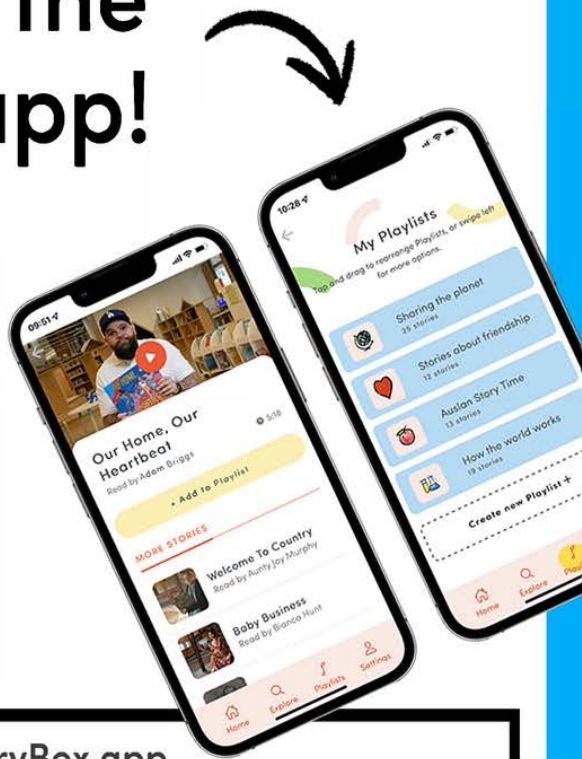 the
app!
09:51
Our Home, Our
Heartbeat
Read by Adam Briggs
5:18
+ Add to Playlist
MORE STORIES
Welcome To Country
Read by Aunty Joy Murphy
Baby Business
Read by Bianca Hunt
Home
Explore
Playlists
Settings
10:28
My Playlists
Tap and drag to rearrange Playlists, or swipe left
for more options.
Sharing the planet
25 stories
Stories about friendship
12 stories
Auslan Story Time
13 stories
How the world works
19 stories
Create new Playlist +
Home
Explore
ryBox app